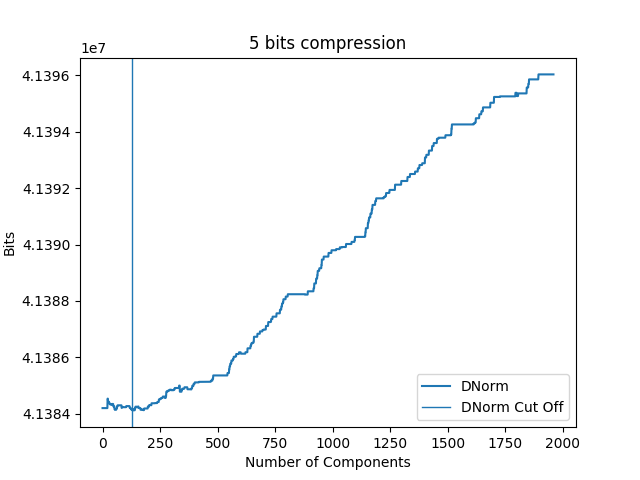 5 bits compression
1e7
4.1396
4.1394
4.1392
4.1390
4.1388
4.1386
4.1384
Bits
0
250
500
750
1000
1250
1500
1750
2000
Number of Components
DNorm
DNorm Cut Off